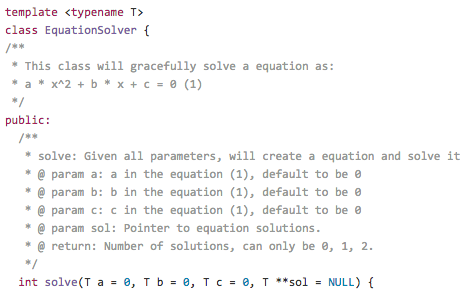 template <typename T>
class EquationSolver {
/**
 * This class will gracefully solve a equation as:
 * a * x^2 + b * x + c = 0 (1)
 */
public:
  /**
   * solve: Given all parameters, will create a equation and solve it
   * @ param a: a in the equation (1), default to be 0
   * @ param b: b in the equation (1), default to be 0
   * @ param c: c in the equation (1), default to be 0
   * @ param sol: Pointer to equation solutions.
   * @ return: Number of solutions, can only be 0, 1, 2.
   */
  int solve(T a = 0, T b = 0, T c = 0, T **sol = NULL) {